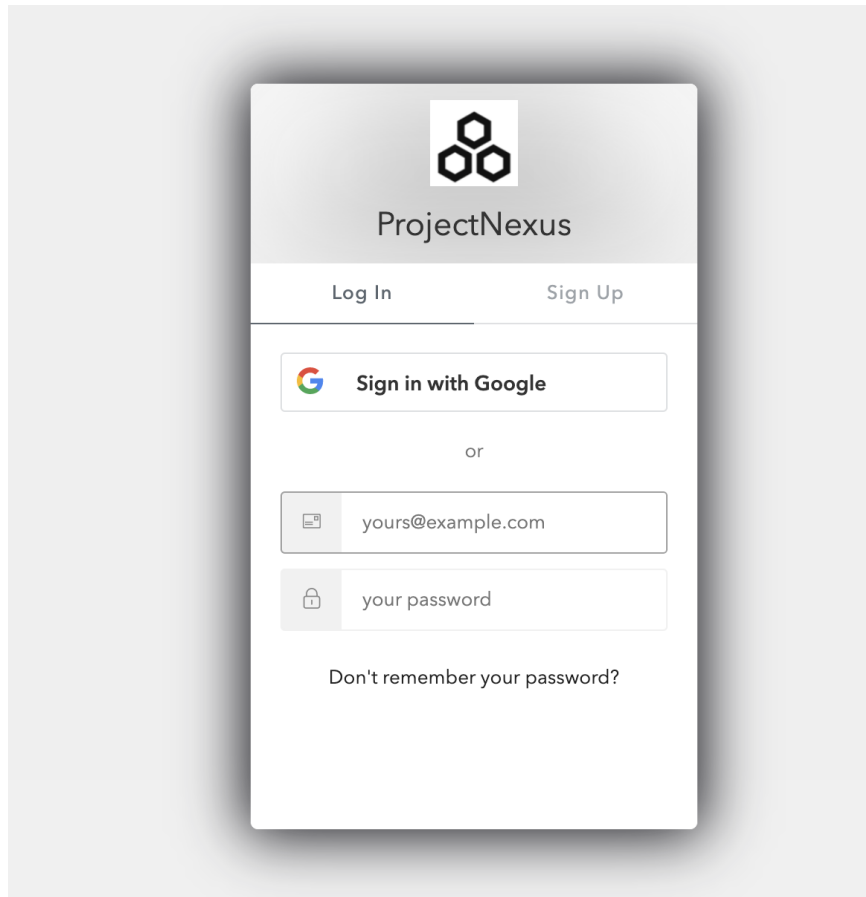 ProjectNexus
Log In Sign Up
Sign in with Google
or
yours@example.com
your password
Don't remember your password?